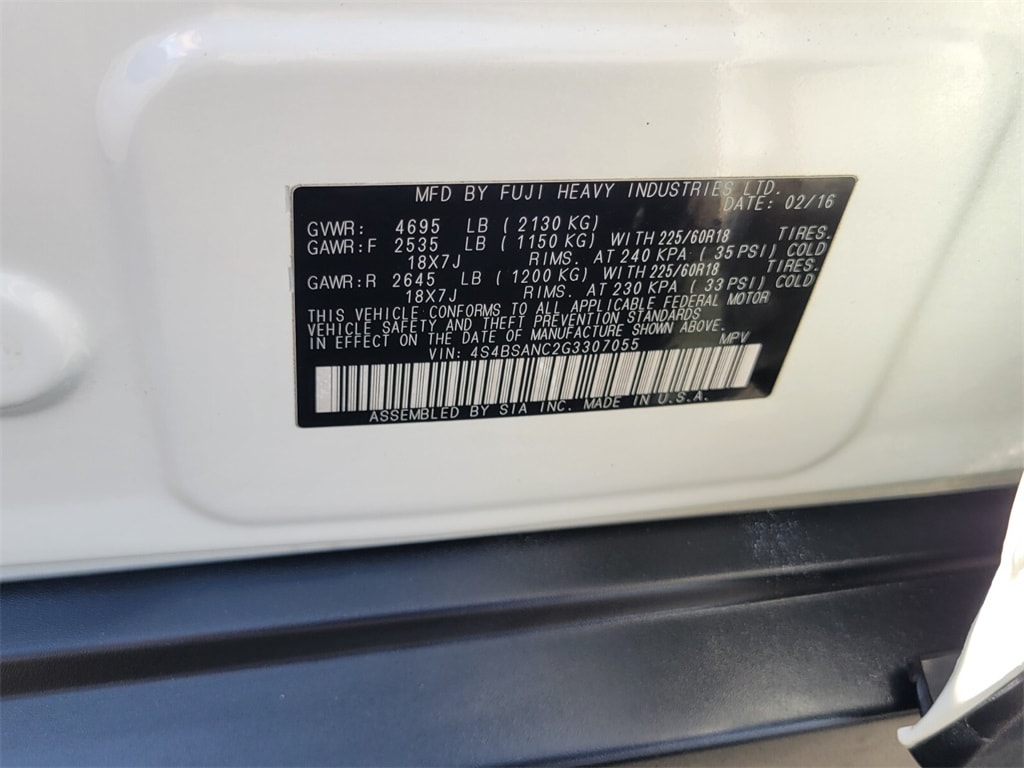 MFD BY FUJI HEAVY INDUSTRIES LTD.
DATE: 02/16
GVWR: 4695 LB ( 2130 KG)
GAWR:F 2535 LB ( 1150 KG) WITH 225/60R18 TIRES.
18X7J RIMS. AT 240 KPA ( 35 PSI) COLD
GAWR:R 2645 LB ( 1200 KG) WITH 225/60R18 TIRES.
18X7J RIMS. AT 230 KPA ( 33 PSI) COLD
THIS VEHICLE CONFORMS TO ALL APPLICABLE FEDERAL MOTOR
VEHICLE SAFETY AND THEFT PREVENTION STANDARDS
IN EFFECT ON THE DATE OF MANUFACTURE SHOWN ABOVE.
VIN: 4S4BSANC2G3307055 MPV
ASSEMBLED BY SIA INC. MADE IN U.S.A.